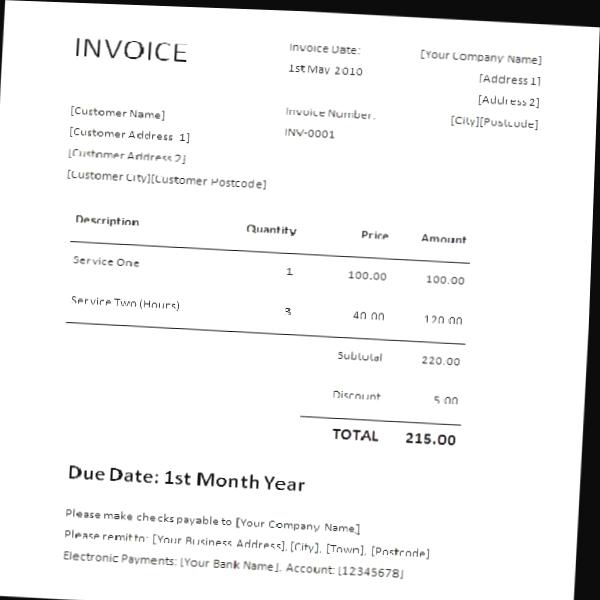 INVOICE
Invoice Date:
1st May 2010
[Your Company Name]
[Address 1]
[Address 2]
[City][Postcode]
[Customer Name]
[Customer Address 1]
[Customer Address 2]
[Customer City][Customer Postcode]
Invoice Number:
INV-0001
Description Quantity Price Amount
Service One 1 100.00 100.00
Service Two (Hours) 3 40.00 120.00
Subtotal 220.00
Discount 5.00
TOTAL 215.00
Due Date: 1st Month Year
Please make checks payable to [Your Company Name]
Please remit to: [Your Business Address], [City], [Town], [Postcode]
Electronic Payments: [Your Bank Name], Account: [12345678]